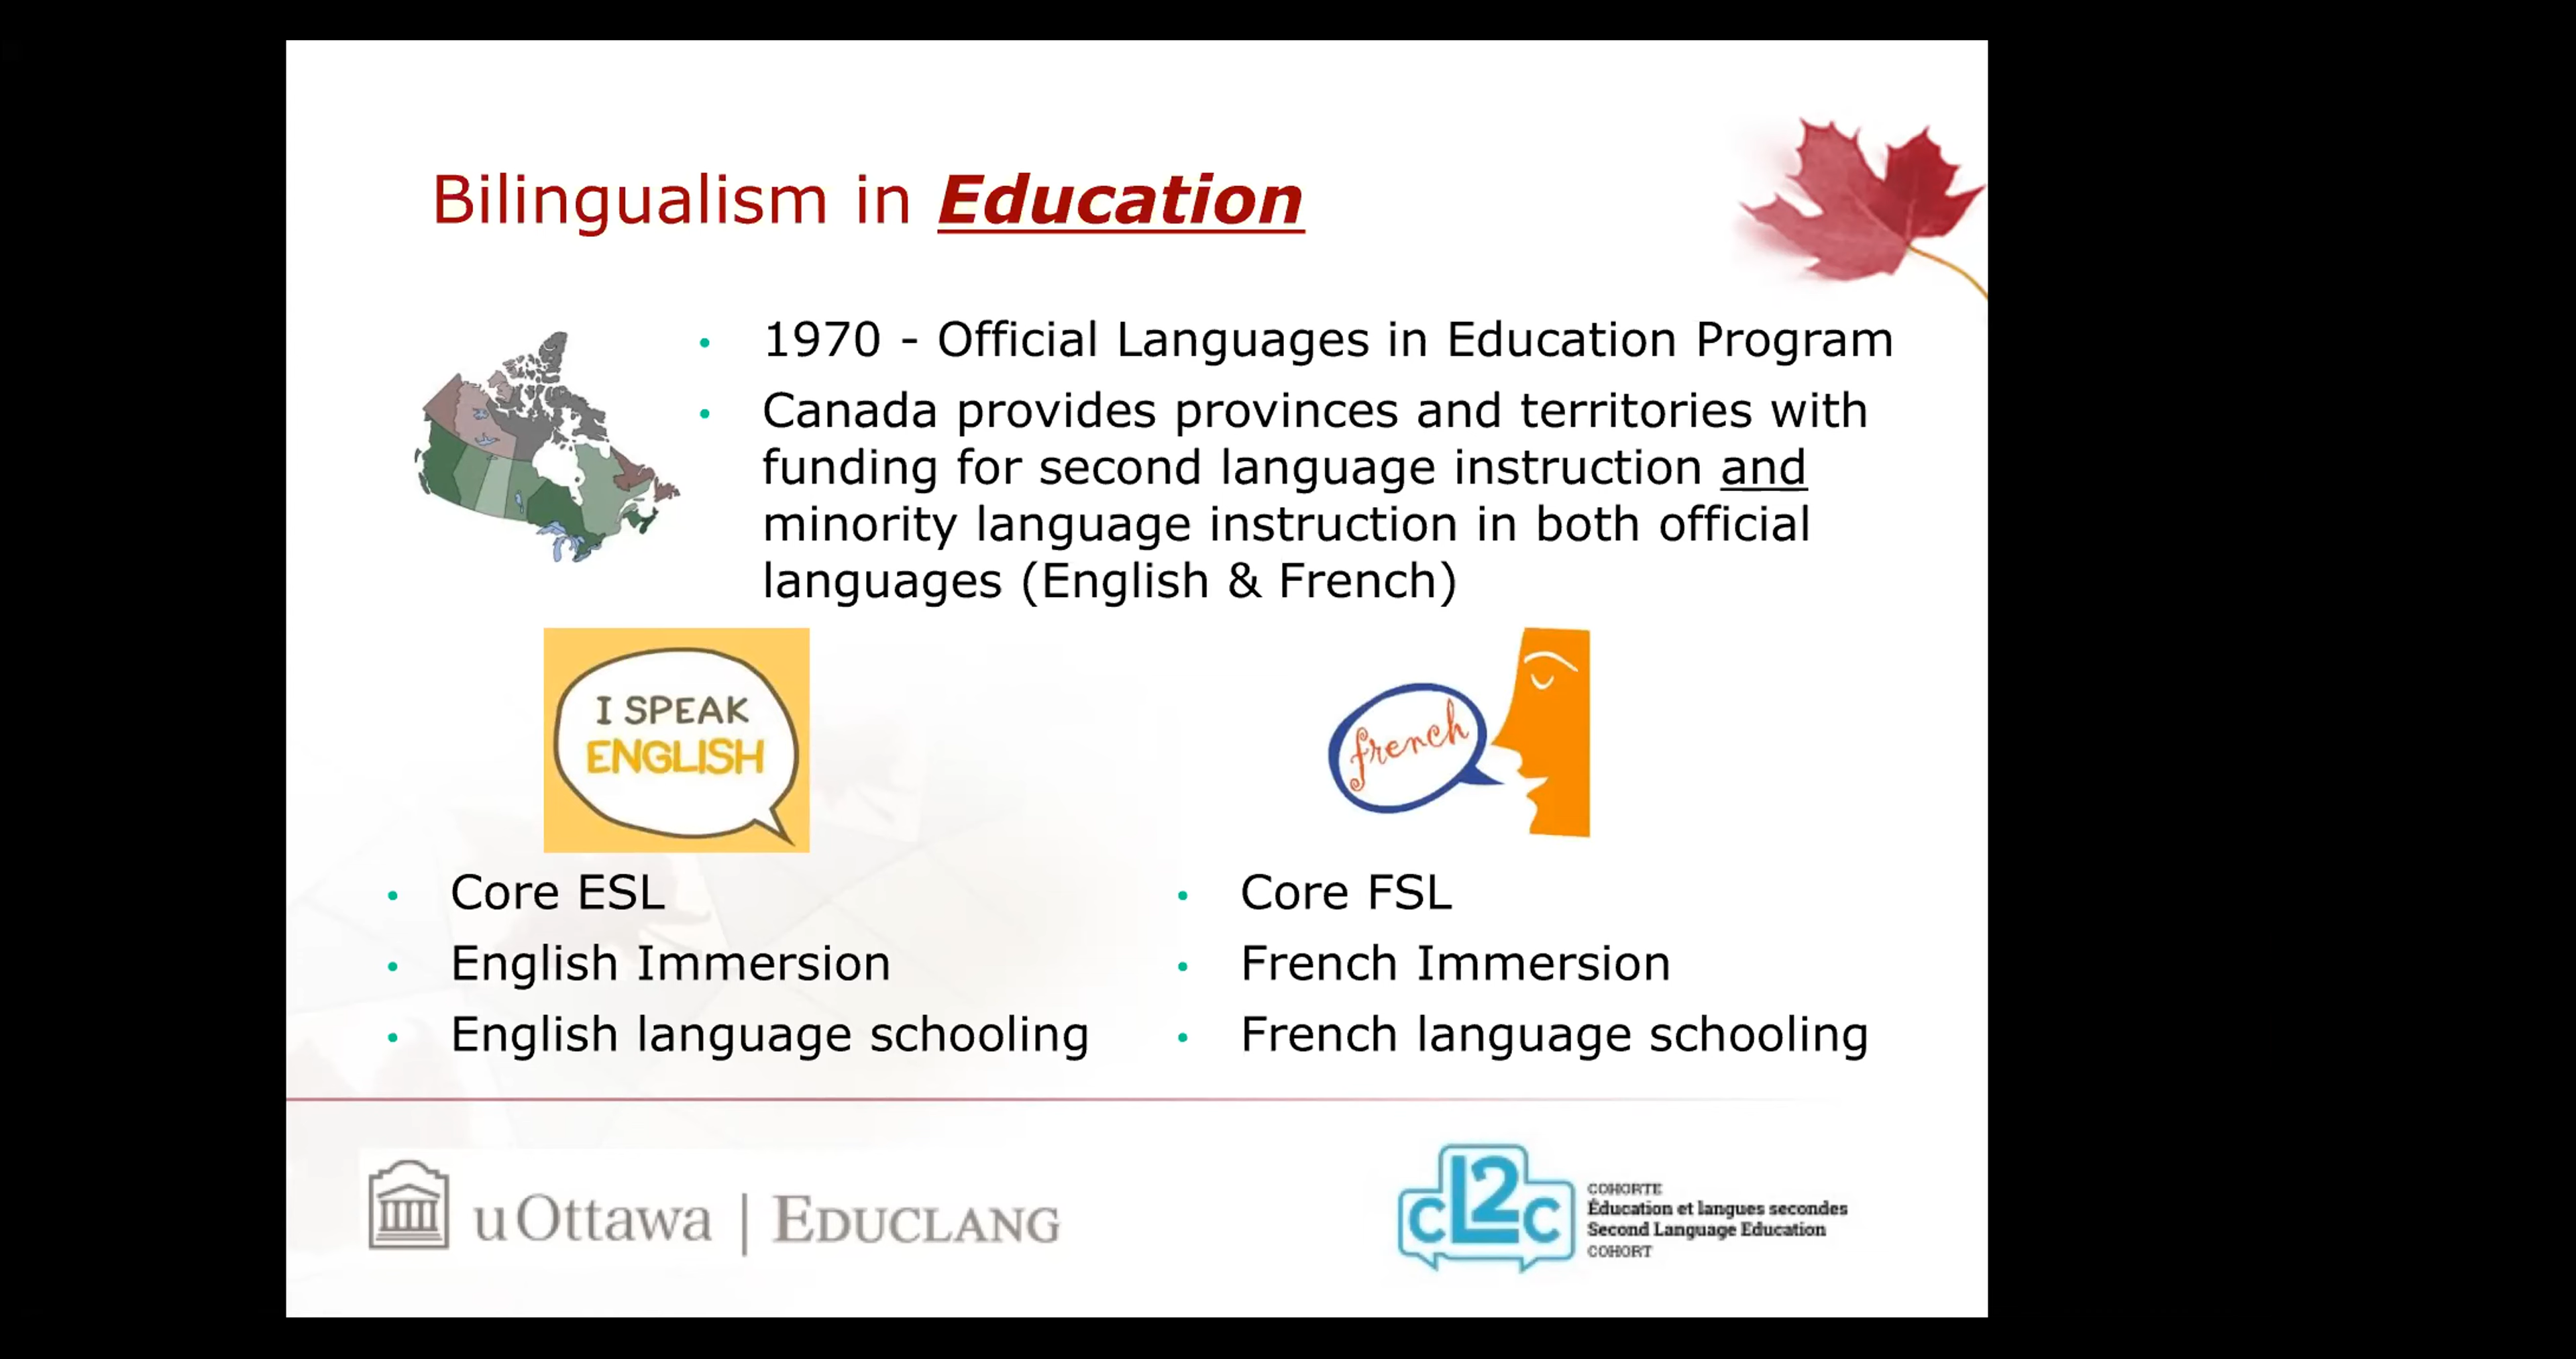 Bilingualism in Education
• 1970 - Official Languages in Education Program
• Canada provides provinces and territories with
funding for second language instruction and
minority language instruction in both official
languages (English & French)
I SPEAK
ENGLISH
french
• Core ESL
• English Immersion
• English language schooling
• Core FSL
• French Immersion
• French language schooling
uOttawa | EDUCLANG
cL2c
COHORTE
Éducation et langues secondes
Second Language Education
COHORT